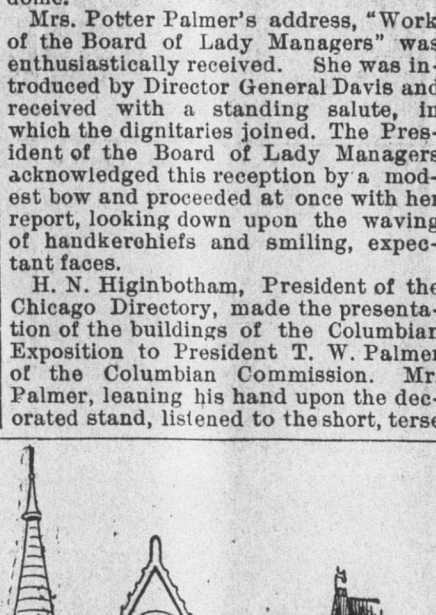 dome.
Mrs. Potter Palmer's address, "Work
of the Board of Lady Managers" was
enthusiastically received. She was in-
troduced by Director General Davis and
received with a standing salute, in
which the dignitaries joined. The Pres-
ident of the Board of Lady Managers
acknowledged this reception by a mod-
est bow and proceeded at once with her
report, looking down upon the waving
of handkerchiefs and smiling, expec-
tant faces.
H. N. Higinbotham, President of the
Chicago Directory, made the presenta-
tion of the buildings of the Columbian
Exposition to President T. W. Palmer
of the Columbian Commission. Mr.
Palmer, leaning his hand upon the dec-
orated stand, listened to the short, terse